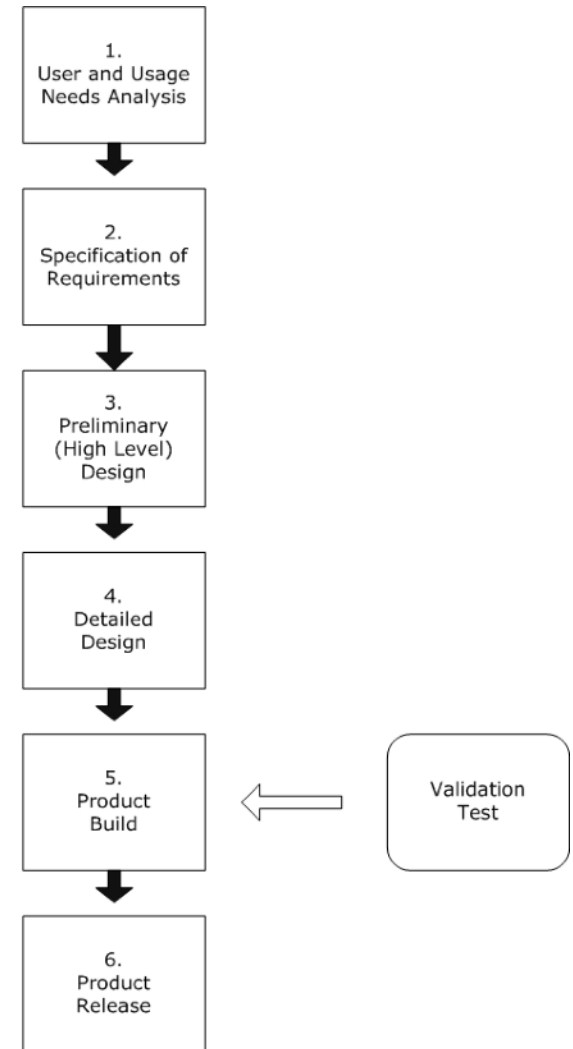 1.
User and Usage
Needs Analysis
2.
Specification of
Requirements
3.
Preliminary
(High Level)
Design
4.
Detailed
Design
5.
Product
Build
Validation
Test
6.
Product
Release